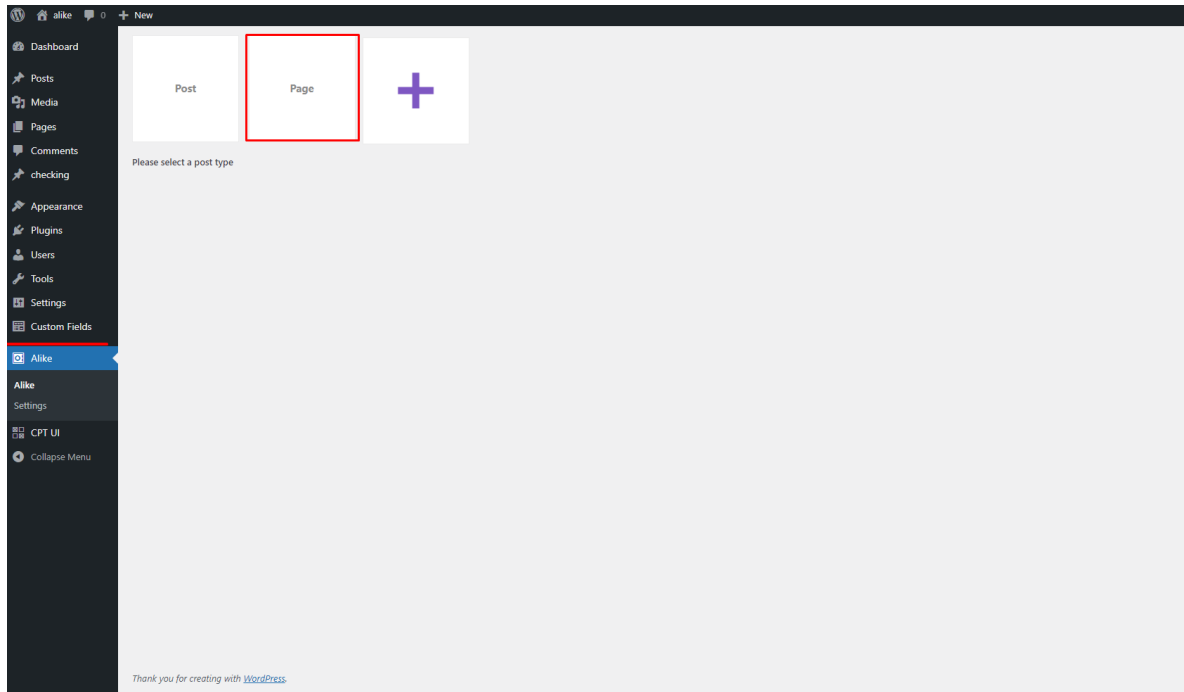 alike 0 + New
Dashboard
Posts
Media
Pages
Comments
checking
Appearance
Plugins
Users
Tools
Settings
Custom Fields
Alike
Alike
Settings
CPT UI
Collapse Menu
Post Page
Please select a post type
Thank you for creating with WordPress.